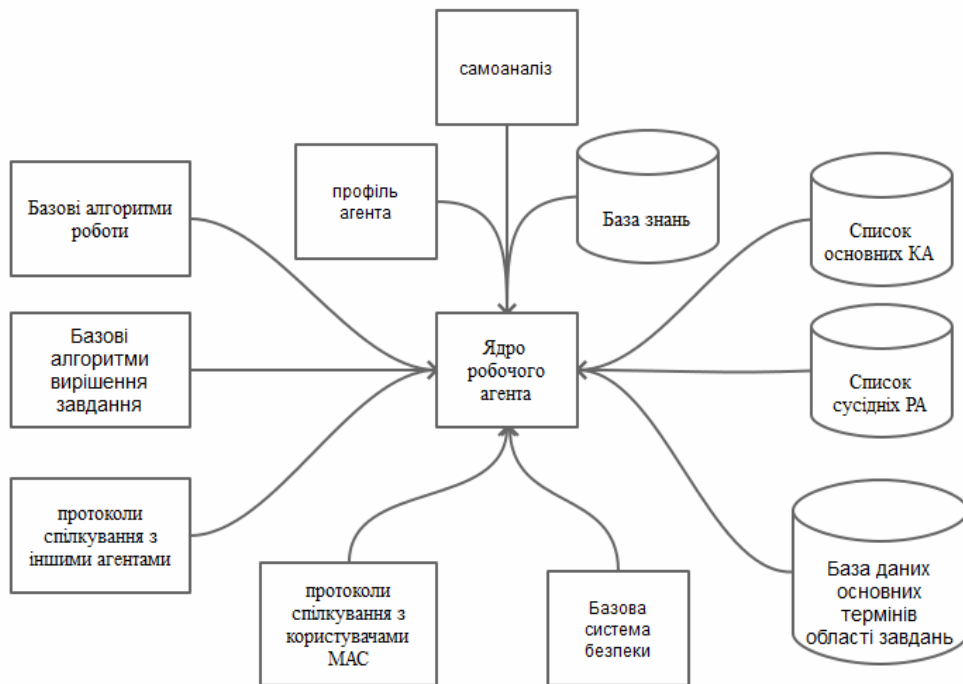 самоаналіз
профіль
агента
База знань
Базові алгоритми
роботи
Список
основних КА
Базові
алгоритми
вирішення
завдання
Ядро
робочого
агента
Список
сусідніх РА
протоколи
спілкування з
іншими агентами
протоколи
спілкування з
користувачами
МАС
Базова
система
безпеки
База даних
основних
термінів
області завдань